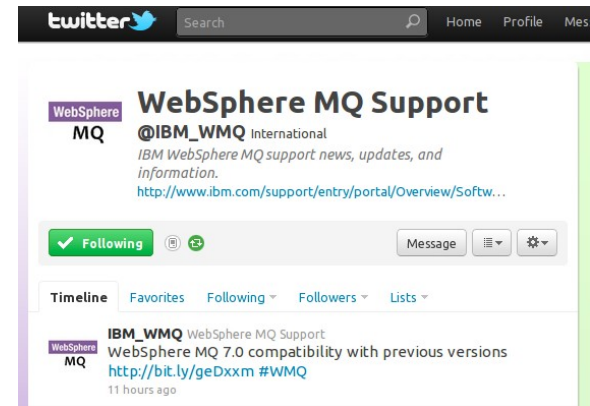 twitter Search Home Profile Mes
WebSphere MQ
WebSphere MQ Support
@IBM_WMQ International
IBM WebSphere MQ support news, updates, and
information.
http://www.ibm.com/support/entry/portal/Overview/Softw...
Following Message
Timeline Favorites Following Followers Lists
WebSphere MQ
IBM_WMQ WebSphere MQ Support
WebSphere MQ 7.0 compatibility with previous versions
http://bit.ly/geDxxm #WMQ
11 hours ago